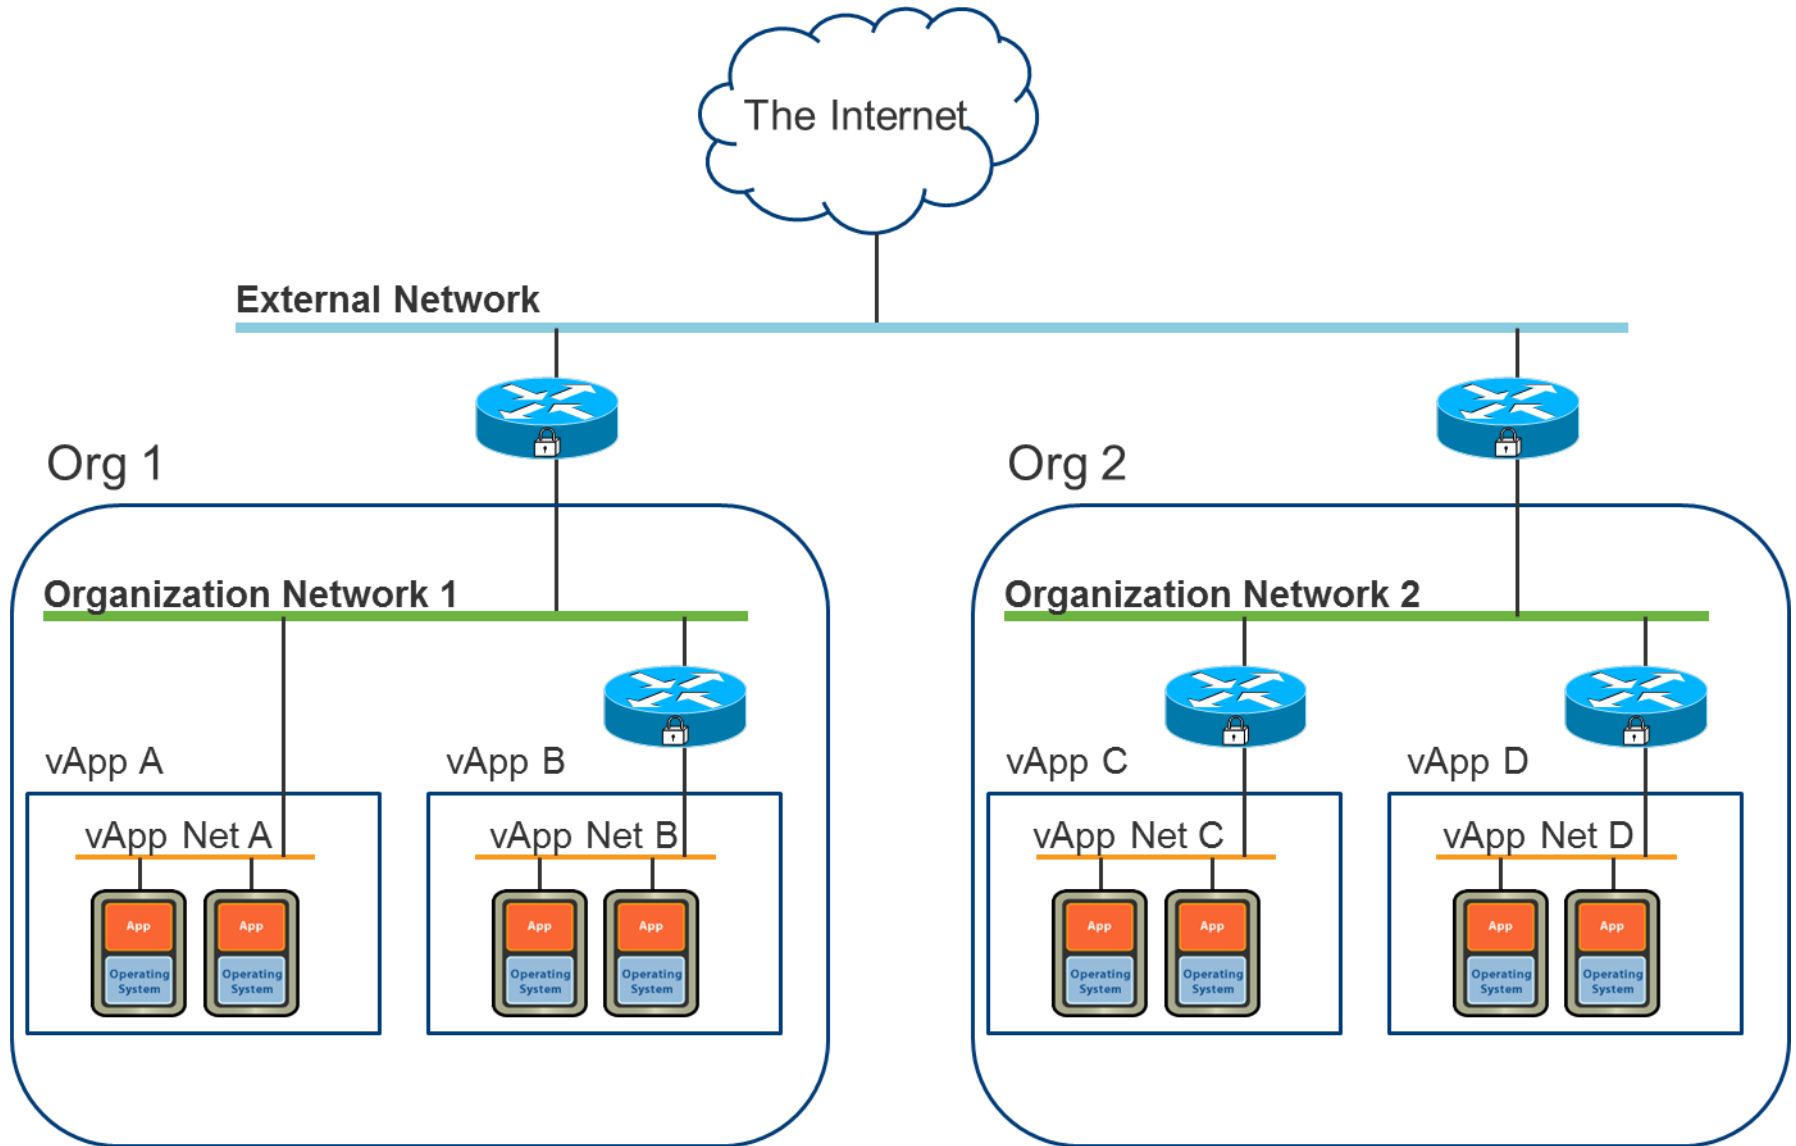 The Internet
External Network
Org 1
Org 2
Organization Network 1
Organization Network 2
vApp A
vApp B
vApp C
vApp D
vApp Net A
vApp Net B
vApp Net C
vApp Net D
App
App
App
App
App
App
App
App
Operating
System
Operating
System
Operating
System
Operating
System
Operating
System
Operating
System
Operating
System
Operating
System